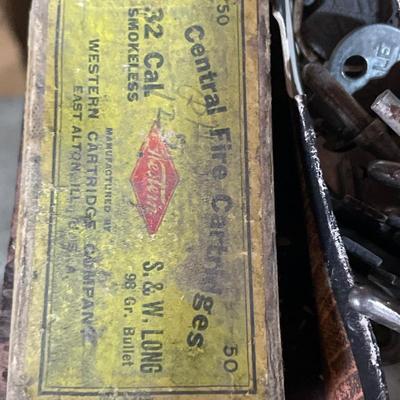 50 50
Central Fire Cartridges
.32 Cal. S. & W. LONG
SMOKELESS 98 Gr. Bullet
Western
MANUFACTURED BY
WESTERN CARTRIDGE COMPANY
EAST ALTON, ILL., U.S.A.